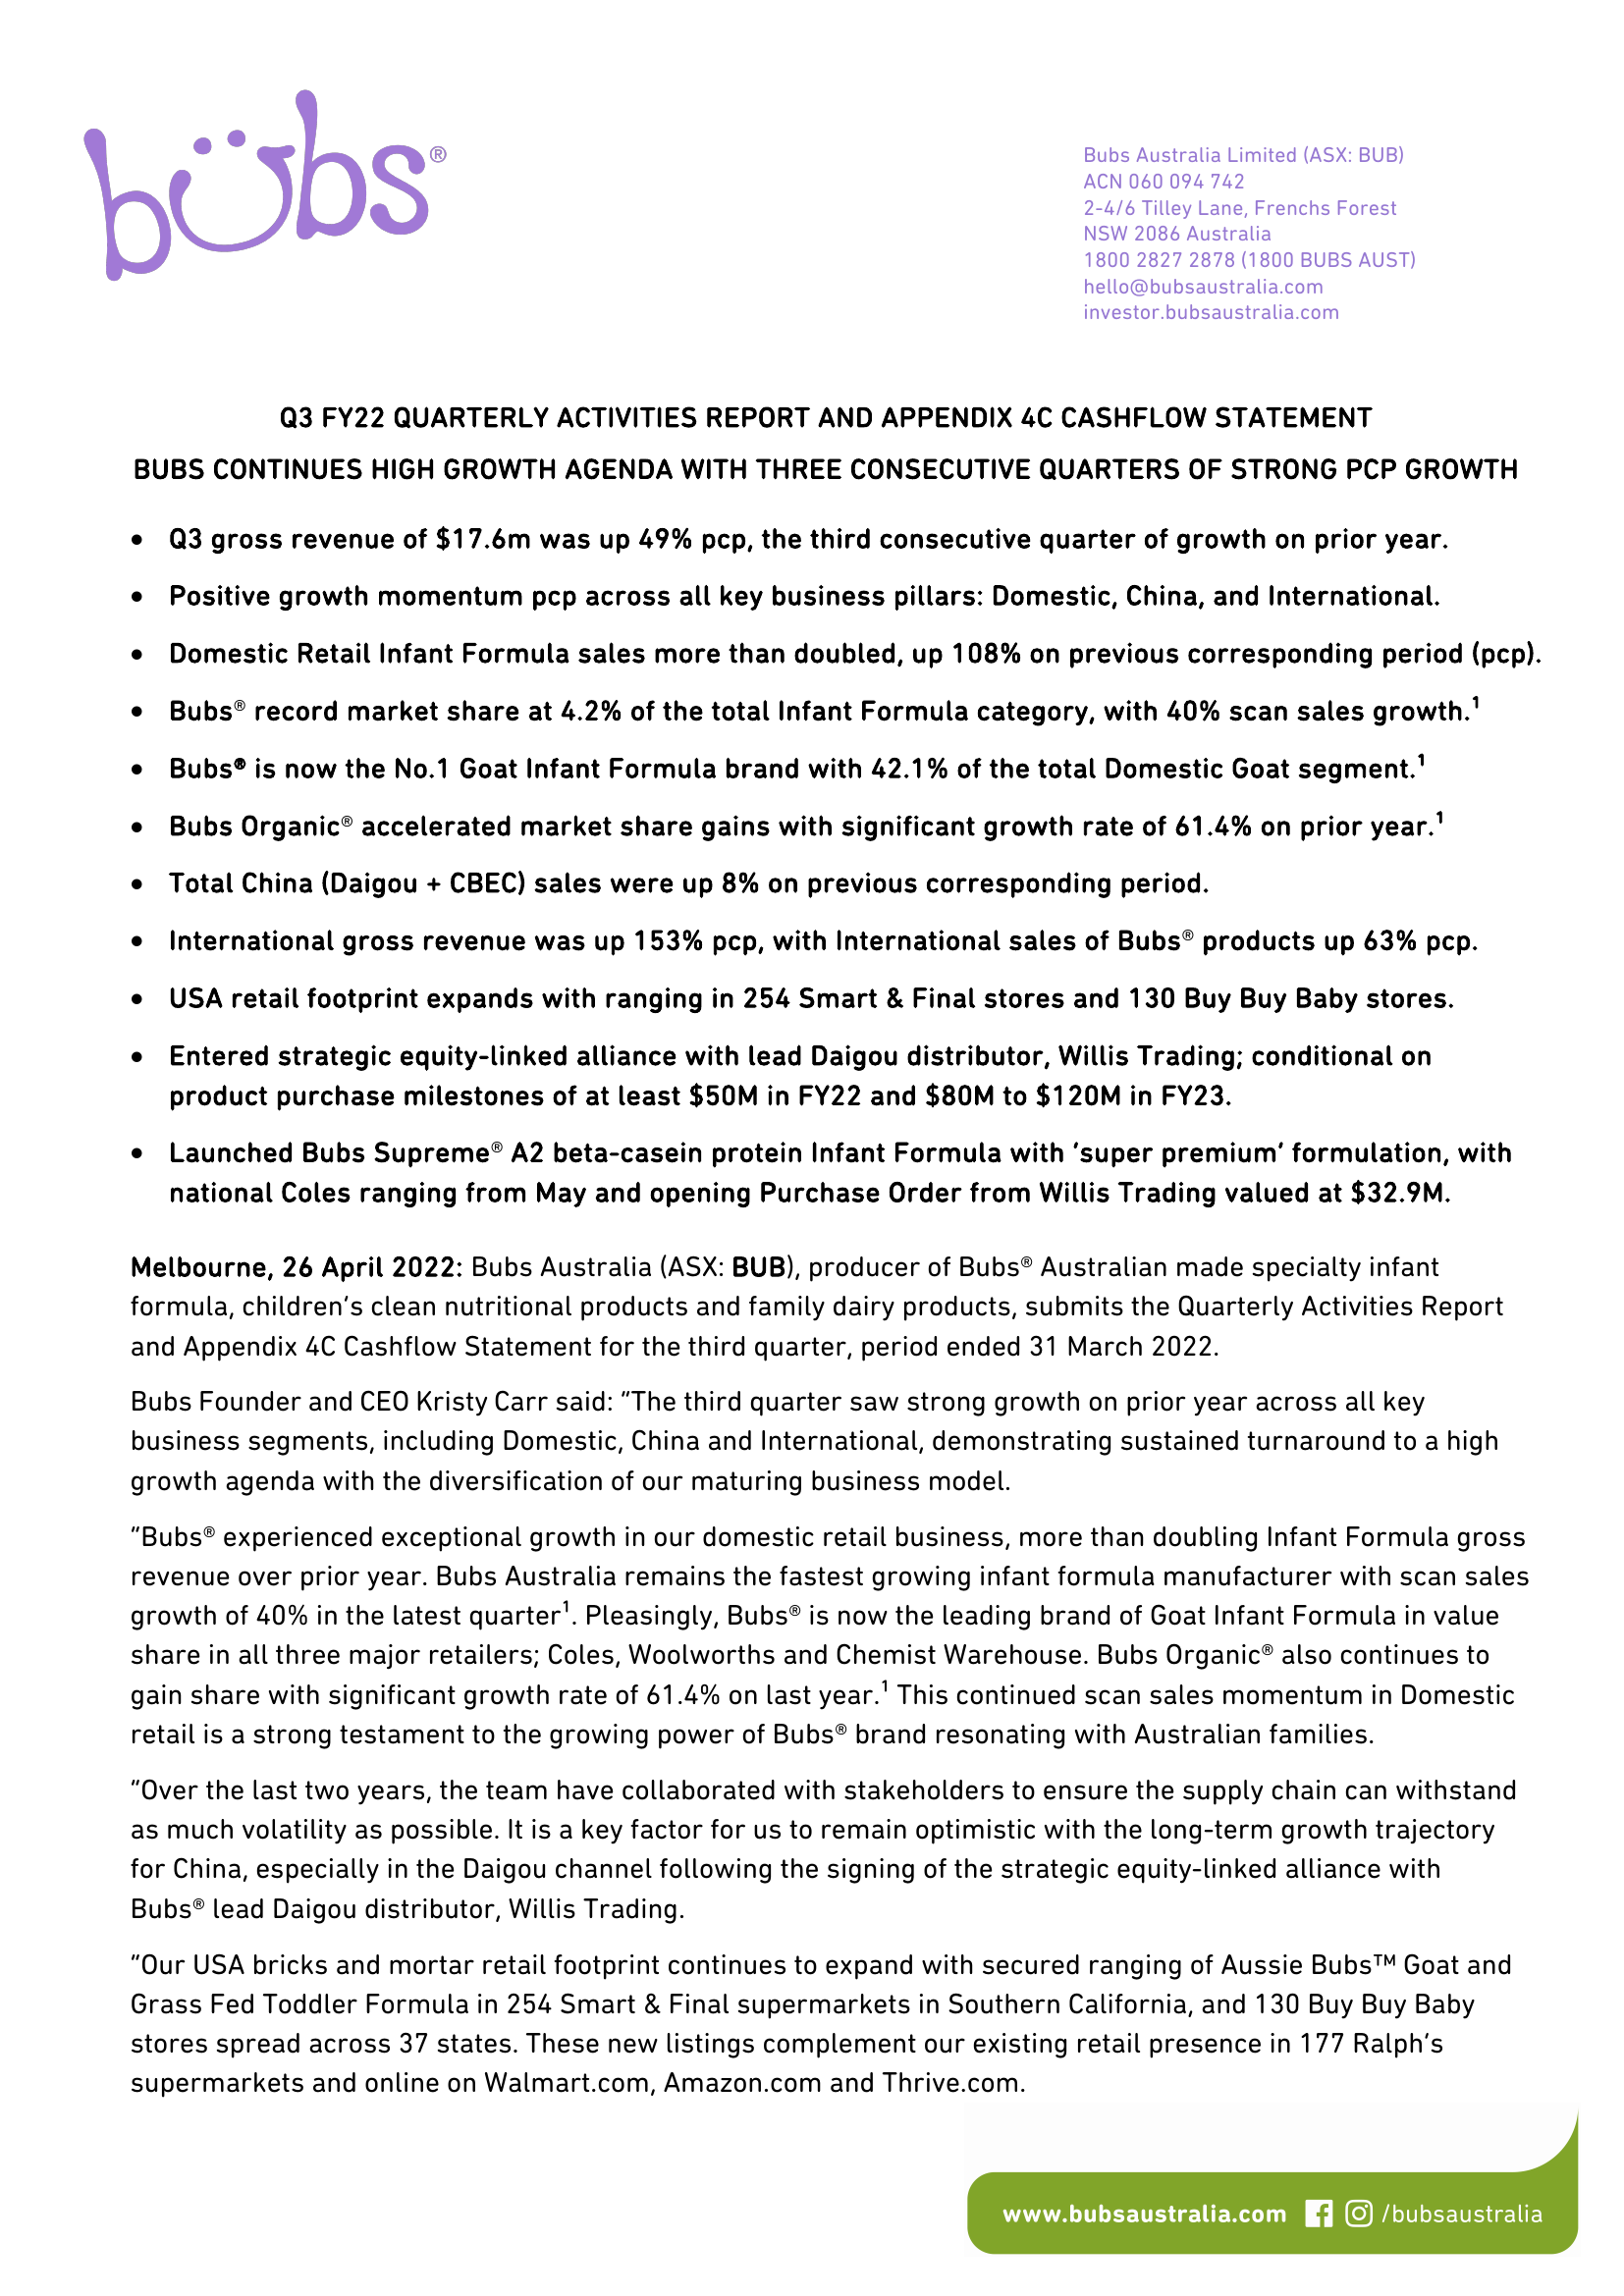 bubs®
Bubs Australia Limited (ASX: BUB)
ACN 060 094 742
2-4/6 Tilley Lane, Frenchs Forest
NSW 2086 Australia
1800 2827 2878 (1800 BUBS AUST)
hello@bubsaustralia.com
investor.bubsaustralia.com
Q3 FY22 QUARTERLY ACTIVITIES REPORT AND APPENDIX 4C CASHFLOW STATEMENT
BUBS CONTINUES HIGH GROWTH AGENDA WITH THREE CONSECUTIVE QUARTERS OF STRONG PCP GROWTH
• Q3 gross revenue of $17.6m was up 49% pcp, the third consecutive quarter of growth on prior year.
• Positive growth momentum pcp across all key business pillars: Domestic, China, and International.
• Domestic Retail Infant Formula sales more than doubled, up 108% on previous corresponding period (pcp).
• Bubs® record market share at 4.2% of the total Infant Formula category, with 40% scan sales growth.¹
• Bubs® is now the No.1 Goat Infant Formula brand with 42.1% of the total Domestic Goat segment.¹
• Bubs Organic® accelerated market share gains with significant growth rate of 61.4% on prior year.¹
• Total China (Daigou + CBEC) sales were up 8% on previous corresponding period.
• International gross revenue was up 153% pcp, with International sales of Bubs® products up 63% pcp.
• USA retail footprint expands with ranging in 254 Smart & Final stores and 130 Buy Buy Baby stores.
• Entered strategic equity-linked alliance with lead Daigou distributor, Willis Trading; conditional on
product purchase milestones of at least $50M in FY22 and $80M to $120M in FY23.
• Launched Bubs Supreme® A2 beta-casein protein Infant Formula with ‘super premium’ formulation, with
national Coles ranging from May and opening Purchase Order from Willis Trading valued at $32.9M.
Melbourne, 26 April 2022: Bubs Australia (ASX: BUB), producer of Bubs® Australian made specialty infant
formula, children’s clean nutritional products and family dairy products, submits the Quarterly Activities Report
and Appendix 4C Cashflow Statement for the third quarter, period ended 31 March 2022.
Bubs Founder and CEO Kristy Carr said: “The third quarter saw strong growth on prior year across all key
business segments, including Domestic, China and International, demonstrating sustained turnaround to a high
growth agenda with the diversification of our maturing business model.
“Bubs® experienced exceptional growth in our domestic retail business, more than doubling Infant Formula gross
revenue over prior year. Bubs Australia remains the fastest growing infant formula manufacturer with scan sales
growth of 40% in the latest quarter¹. Pleasingly, Bubs® is now the leading brand of Goat Infant Formula in value
share in all three major retailers; Coles, Woolworths and Chemist Warehouse. Bubs Organic® also continues to
gain share with significant growth rate of 61.4% on last year.¹ This continued scan sales momentum in Domestic
retail is a strong testament to the growing power of Bubs® brand resonating with Australian families.
“Over the last two years, the team have collaborated with stakeholders to ensure the supply chain can withstand
as much volatility as possible. It is a key factor for us to remain optimistic with the long-term growth trajectory
for China, especially in the Daigou channel following the signing of the strategic equity-linked alliance with
Bubs® lead Daigou distributor, Willis Trading.
“Our USA bricks and mortar retail footprint continues to expand with secured ranging of Aussie Bubs™ Goat and
Grass Fed Toddler Formula in 254 Smart & Final supermarkets in Southern California, and 130 Buy Buy Baby
stores spread across 37 states. These new listings complement our existing retail presence in 177 Ralph’s
supermarkets and online on Walmart.com, Amazon.com and Thrive.com.
www.bubsaustralia.com /bubsaustralia